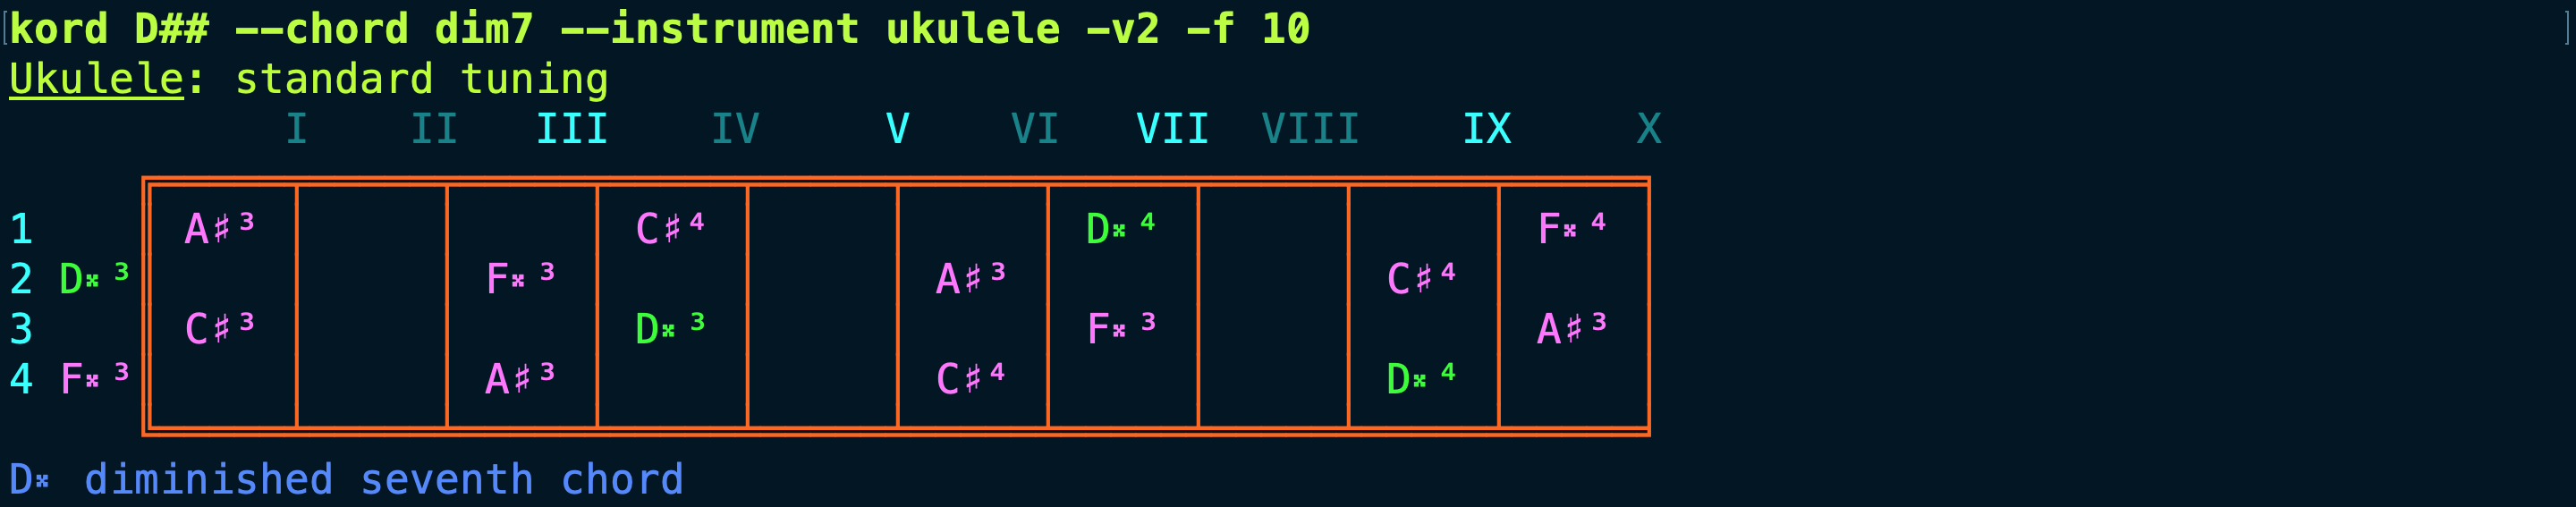 kord D## --chord dim7 --instrument ukulele -v2 -f 10
Ukulele: standard tuning
I II III IV V VI VII VIII IX X
1 A♯³ C♯⁴ D𝄪⁴ F𝄪⁴
2 D𝄪³ F𝄪³ A♯³ C♯⁴
3 C♯³ D𝄪³ F𝄪³ A♯³
4 F𝄪³ A♯³ C♯⁴ D𝄪⁴
D𝄪 diminished seventh chord